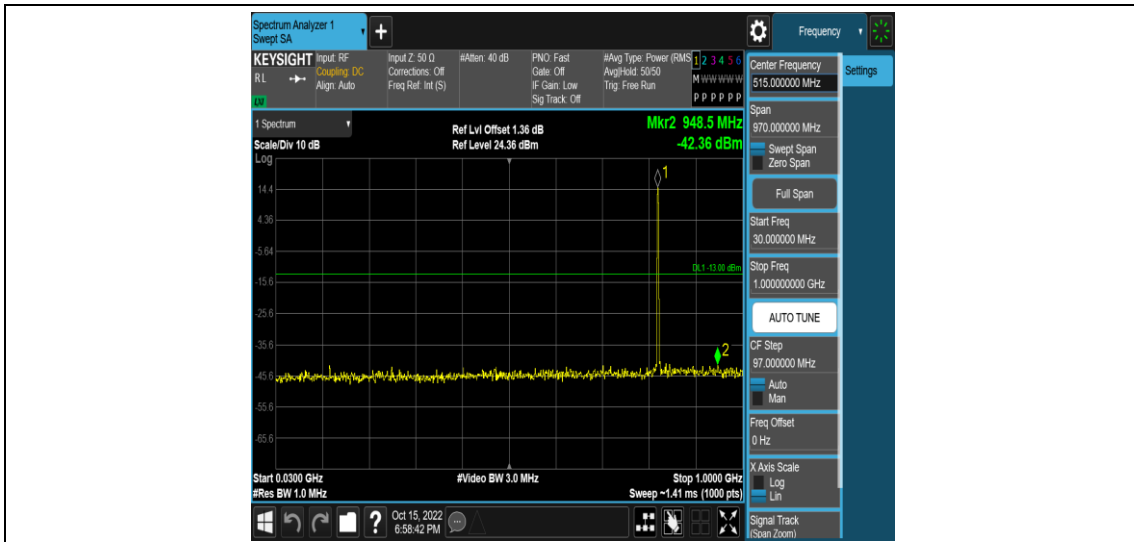 Spectrum Analyzer 1
Swept SA
+
Frequency
KEYSIGHT
RL
LXI
Input: RF
Coupling: DC
Align: Auto
Input Z: 50 Ω
Corrections: Off
Freq Ref: Int (S)
#Atten: 40 dB
PNO: Fast
Gate: Off
IF Gain: Low
Sig Track: Off
#Avg Type: Power (RMS
Avg|Hold: 50/50
Trig: Free Run
1 2 3 4 5 6
M W W W W W
P P P P P P
1 Spectrum
Scale/Div 10 dB
Ref Lvl Offset 1.36 dB
Ref Level 24.36 dBm
Mkr2 948.5 MHz
-42.36 dBm
Log
14.4
4.36
-5.64
-15.6
-25.6
-35.6
-45.6
-55.6
-65.6
1
DL1 -13.00 dBm
2
Start 0.0300 GHz
#Res BW 1.0 MHz
#Video BW 3.0 MHz
Stop 1.0000 GHz
Sweep ~1.41 ms (1000 pts)
Center Frequency
515.000000 MHz
Settings
Span
970.000000 MHz
Swept Span
Zero Span
Full Span
Start Freq
30.000000 MHz
Stop Freq
1.000000000 GHz
AUTO TUNE
CF Step
97.000000 MHz
Auto
Man
Freq Offset
0 Hz
X Axis Scale
Log
Lin
Signal Track
(Span Zoom)
?
Oct 15, 2022
6:58:42 PM